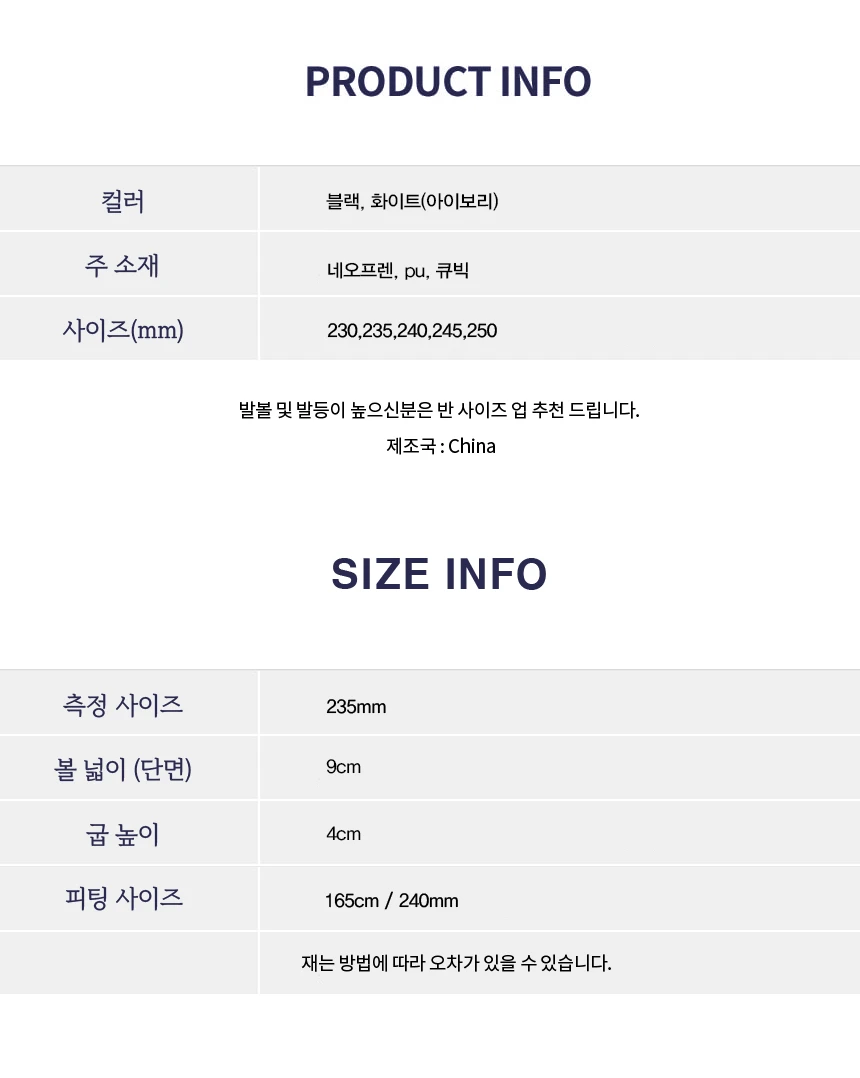 PRODUCT INFO
컬러 블랙, 화이트(아이보리)
주 소재 네오프렌, pu, 큐빅
사이즈(mm) 230,235,240,245,250
발볼 및 발등이 높으신분은 반 사이즈 업 추천 드립니다.
제조국 : China
SIZE INFO
측정 사이즈 235mm
볼 넓이 (단면) 9cm
굽 높이 4cm
피팅 사이즈 165cm / 240mm
재는 방법에 따라 오차가 있을 수 있습니다.